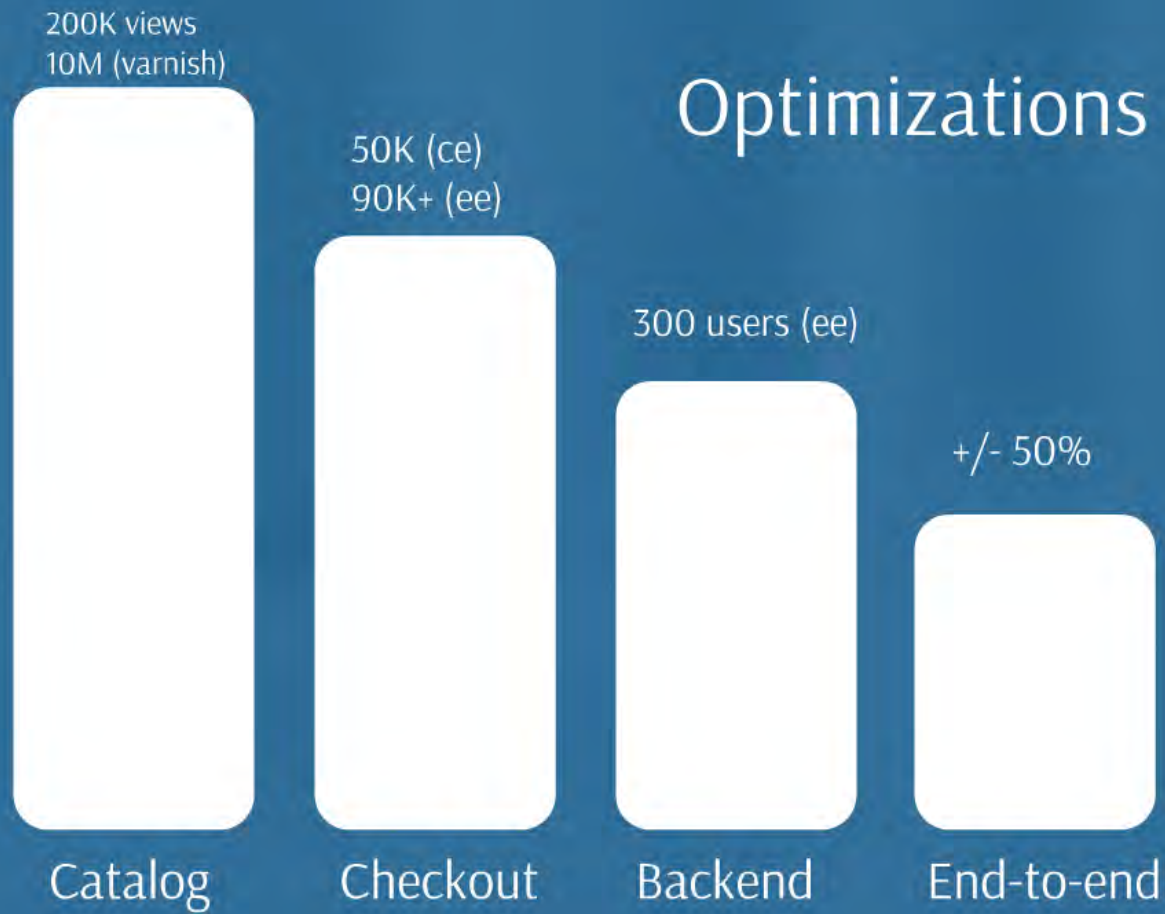 200K views
10M (varnish)
Optimizations
50K (ce)
90K+ (ee)
300 users (ee)
+/- 50%
Catalog
Checkout
Backend
End-to-end